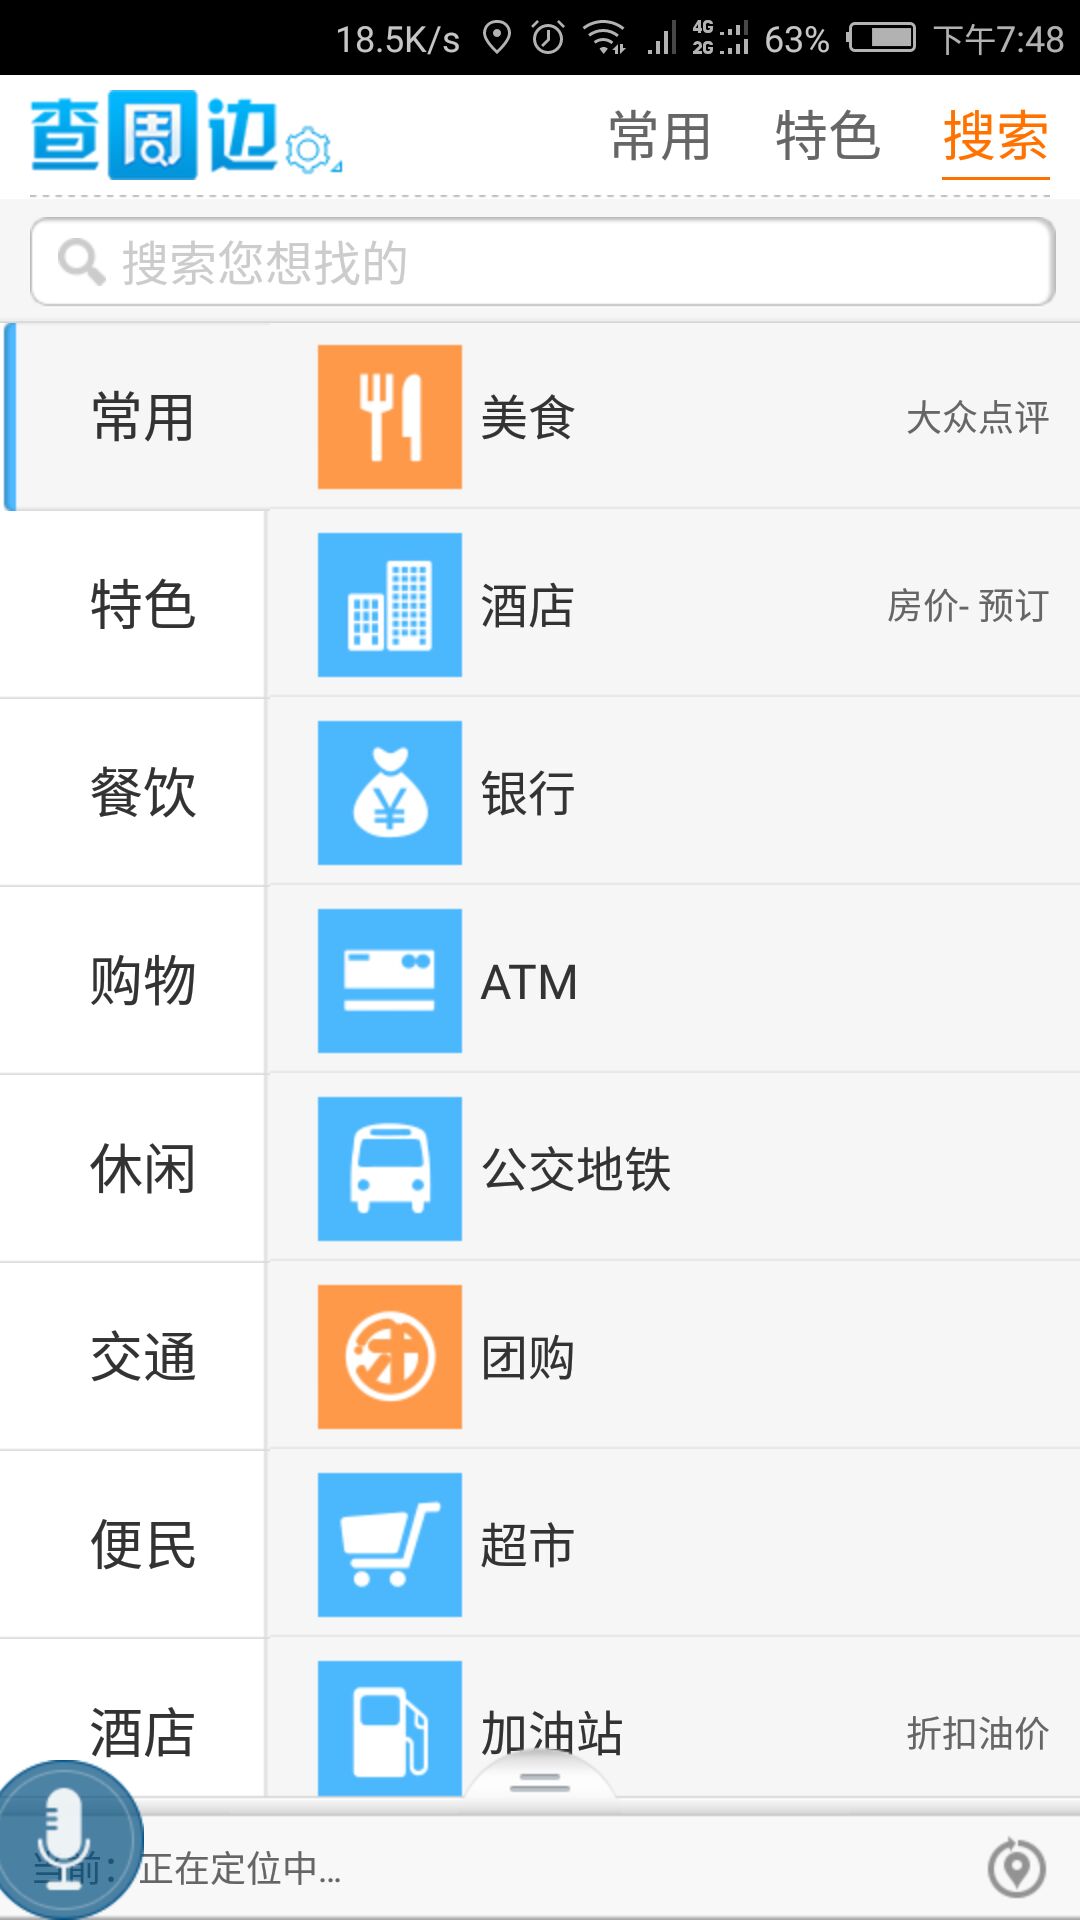 18.5K/s 4G 2G 63% 下午7:48
查周边 常用 特色 搜索
搜索您想找的
常用 美食 大众点评
特色 酒店 房价- 预订
餐饮 ¥ 银行
购物 ATM
休闲 公交地铁
交通 团购
便民 超市
酒店 加油站 折扣油价
当前：正在定位中...